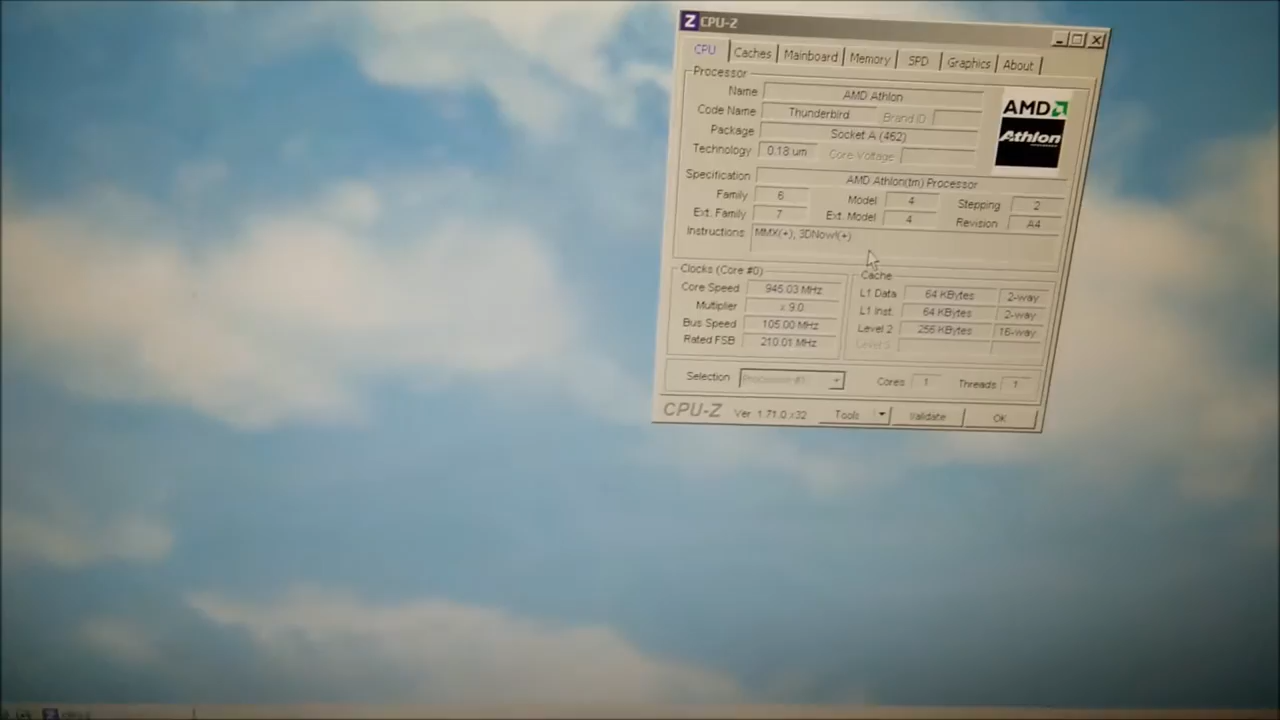 CPU-Z
CPU Caches Mainboard Memory SPD Graphics About
Processor
Name AMD Athlon
Code Name Thunderbird Brand ID
Package Socket A (462)
Technology 0.18 um Core Voltage
AMD
Athlon
Specification AMD Athlon(tm) Processor
Family 6 Model 4 Stepping 2
Ext. Family 7 Ext. Model 4 Revision A4
Instructions MMX(+), 3DNow!(+)
Clocks (Core #0)
Core Speed 945.03 MHz
Multiplier x 9.0
Bus Speed 105.00 MHz
Rated FSB 210.01 MHz
Cache
L1 Data 64 KBytes 2-way
L1 Inst. 64 KBytes 2-way
Level 2 256 KBytes 16-way
Level 3
Selection Processor #1 Cores 1 Threads 1
CPU-Z Ver 1.71.0.x32 Tools Validate OK